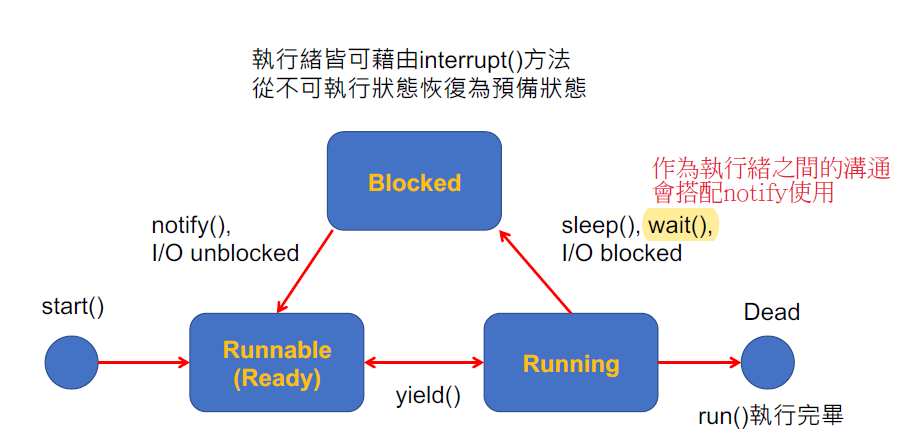 執行緒皆可藉由interrupt()方法
從不可執行狀態恢復為預備狀態
Blocked
作為執行緒之間的溝通
會搭配notify使用
notify(),
I/O unblocked
sleep(), wait(),
I/O blocked
start()
Dead
Runnable
(Ready)
Running
yield()
run()執行完畢